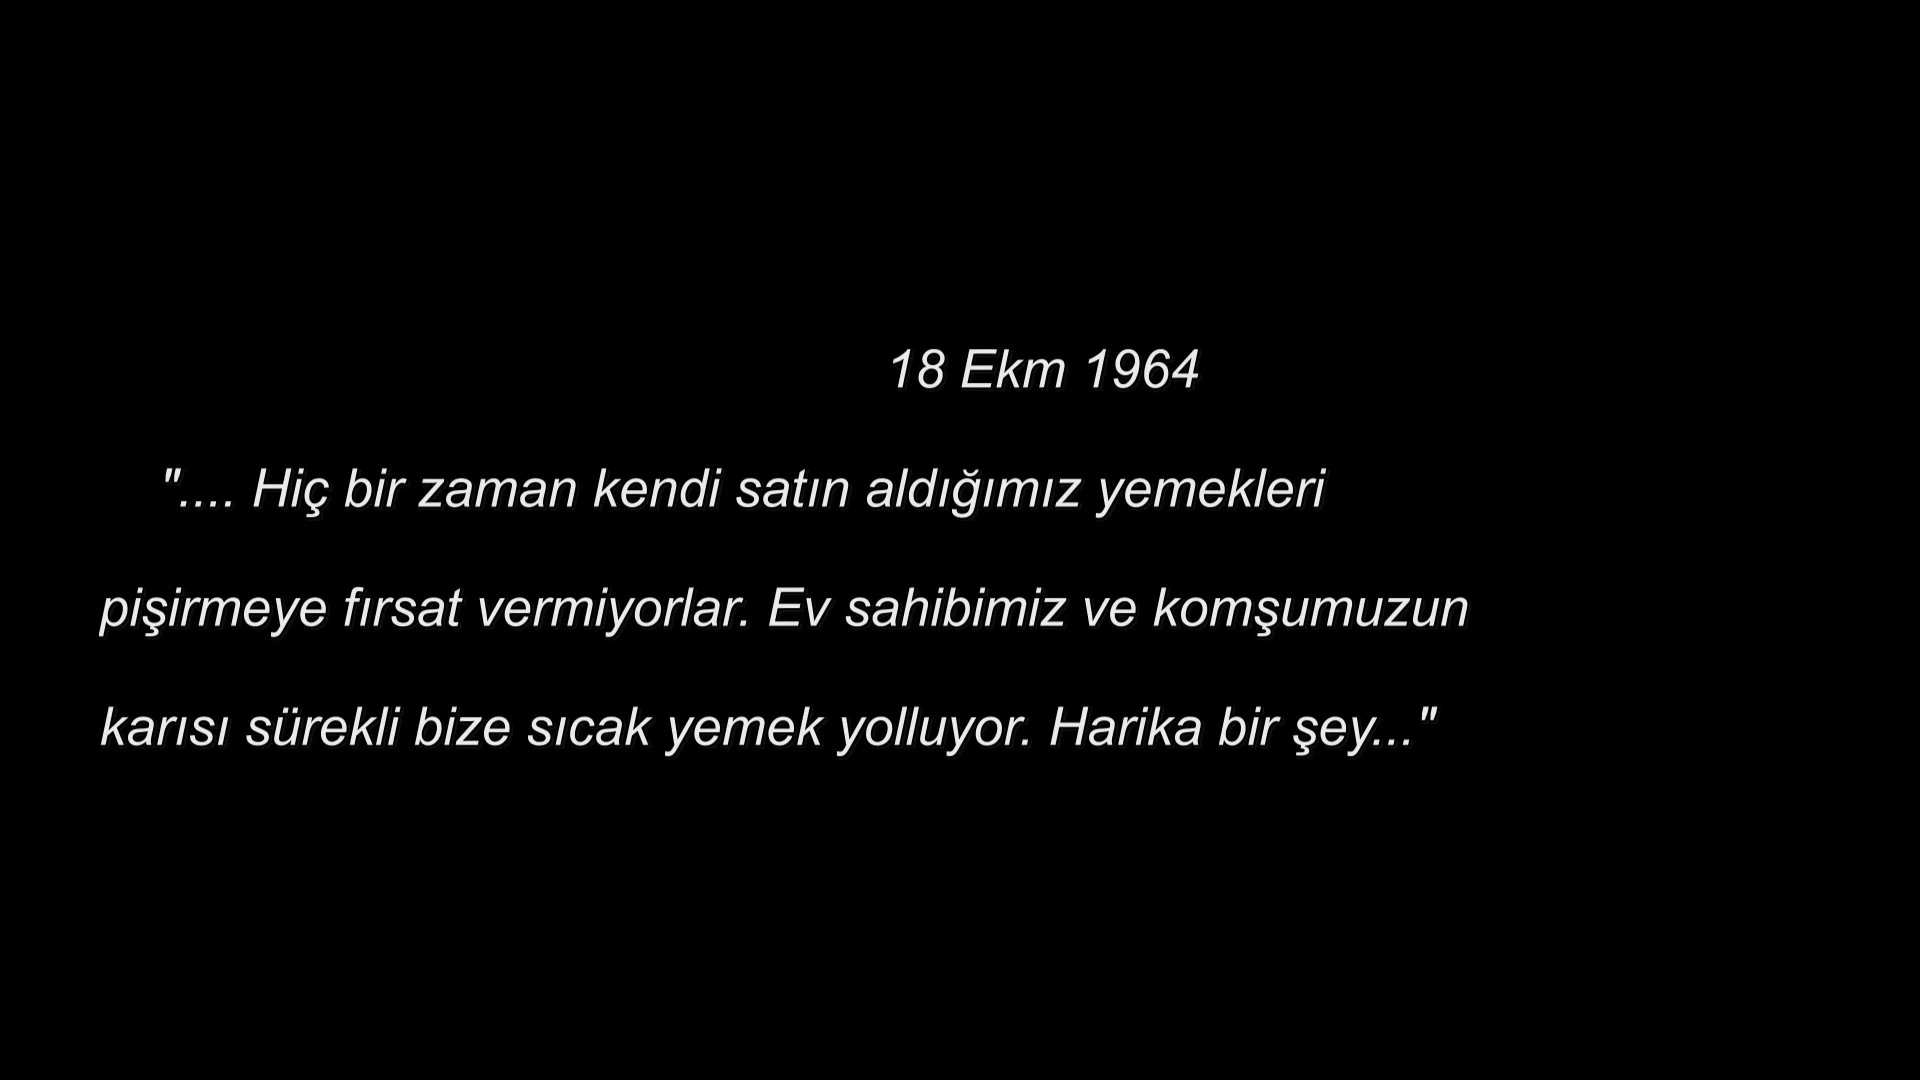 18 Ekm 1964
".... Hiç bir zaman kendi satın aldığımız yemekleri
pişirmeye fırsat vermiyorlar. Ev sahibimiz ve komşumuzun
karısı sürekli bize sıcak yemek yolluyor. Harika bir şey..."